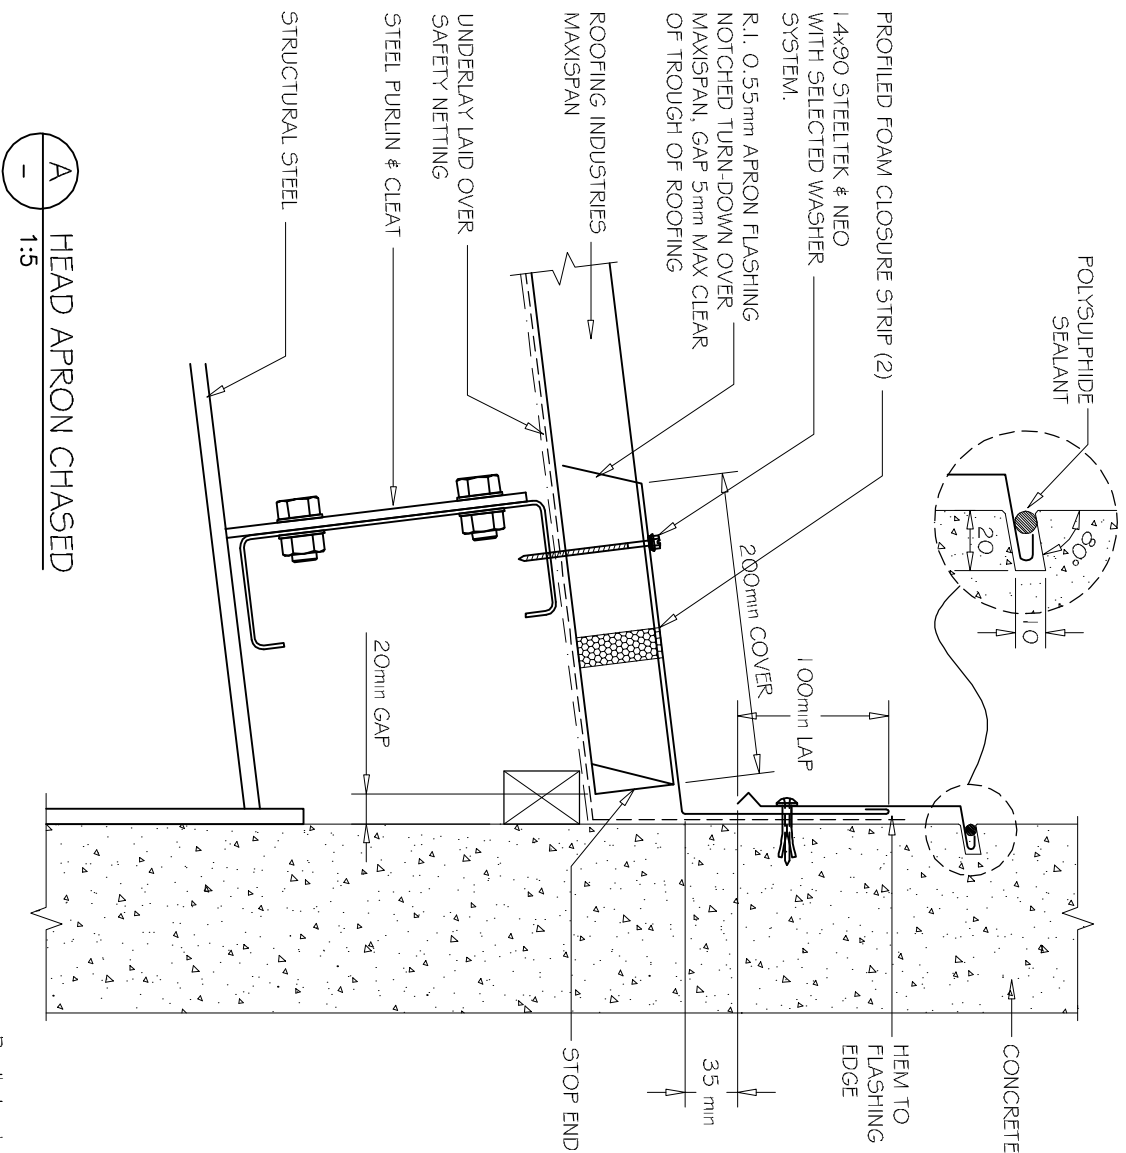 POLYSULPHIDE
SEALANT
20
80°
10
PROFILED FOAM CLOSURE STRIP (2)
14x90 STEELTEK & NEO
WITH SELECTED WASHER
SYSTEM.
R.I. 0.55mm APRON FLASHING
NOTCHED TURN-DOWN OVER
MAXISPAN, GAP 5mm MAX CLEAR
OF TROUGH OF ROOFING
ROOFING INDUSTRIES
MAXISPAN
UNDERLAY LAID OVER
SAFETY NETTING
STEEL PURLIN & CLEAT
STRUCTURAL STEEL
200min COVER
100min LAP
20min GAP
CONCRETE
HEM TO
FLASHING
EDGE
35 min
STOP END
A
-
HEAD APRON CHASED
1:5